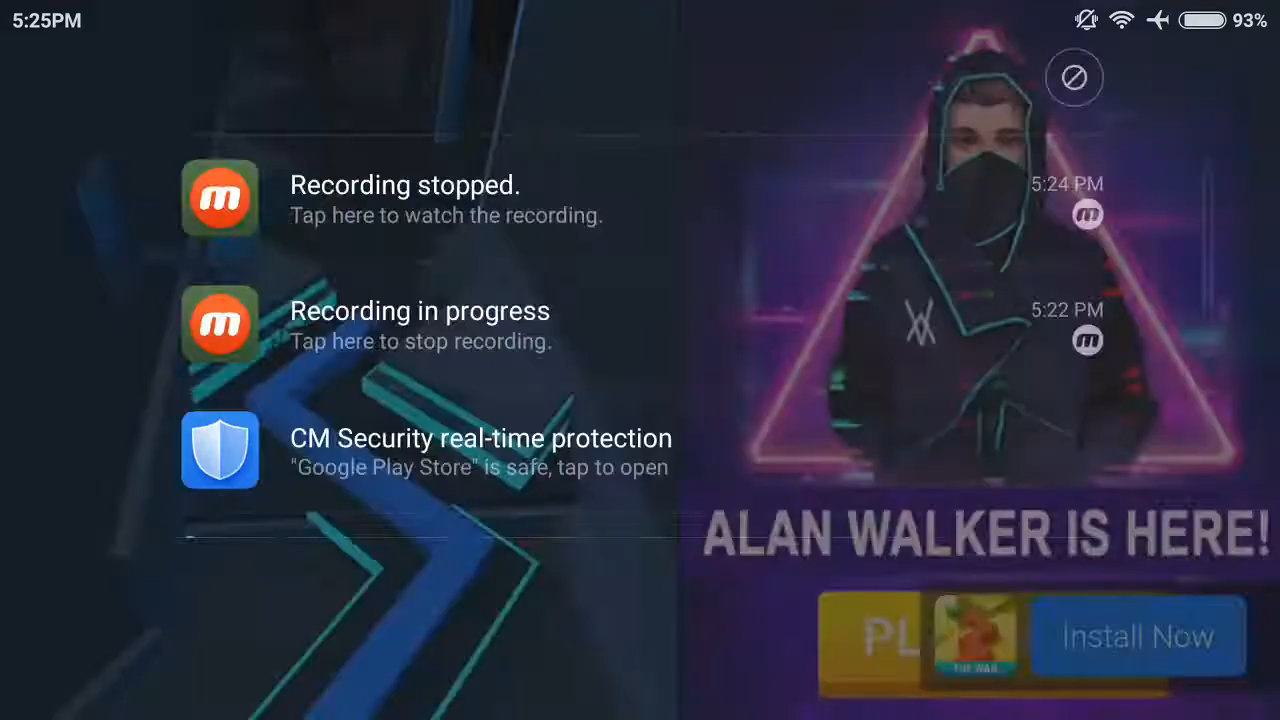 5:25PM
93%
Recording stopped.
5:24 PM
Tap here to watch the recording.
Recording in progress
5:22 PM
Tap here to stop recording.
CM Security real-time protection
"Google Play Store" is safe, tap to open
ALAN WALKER IS HERE!
PL
Install Now